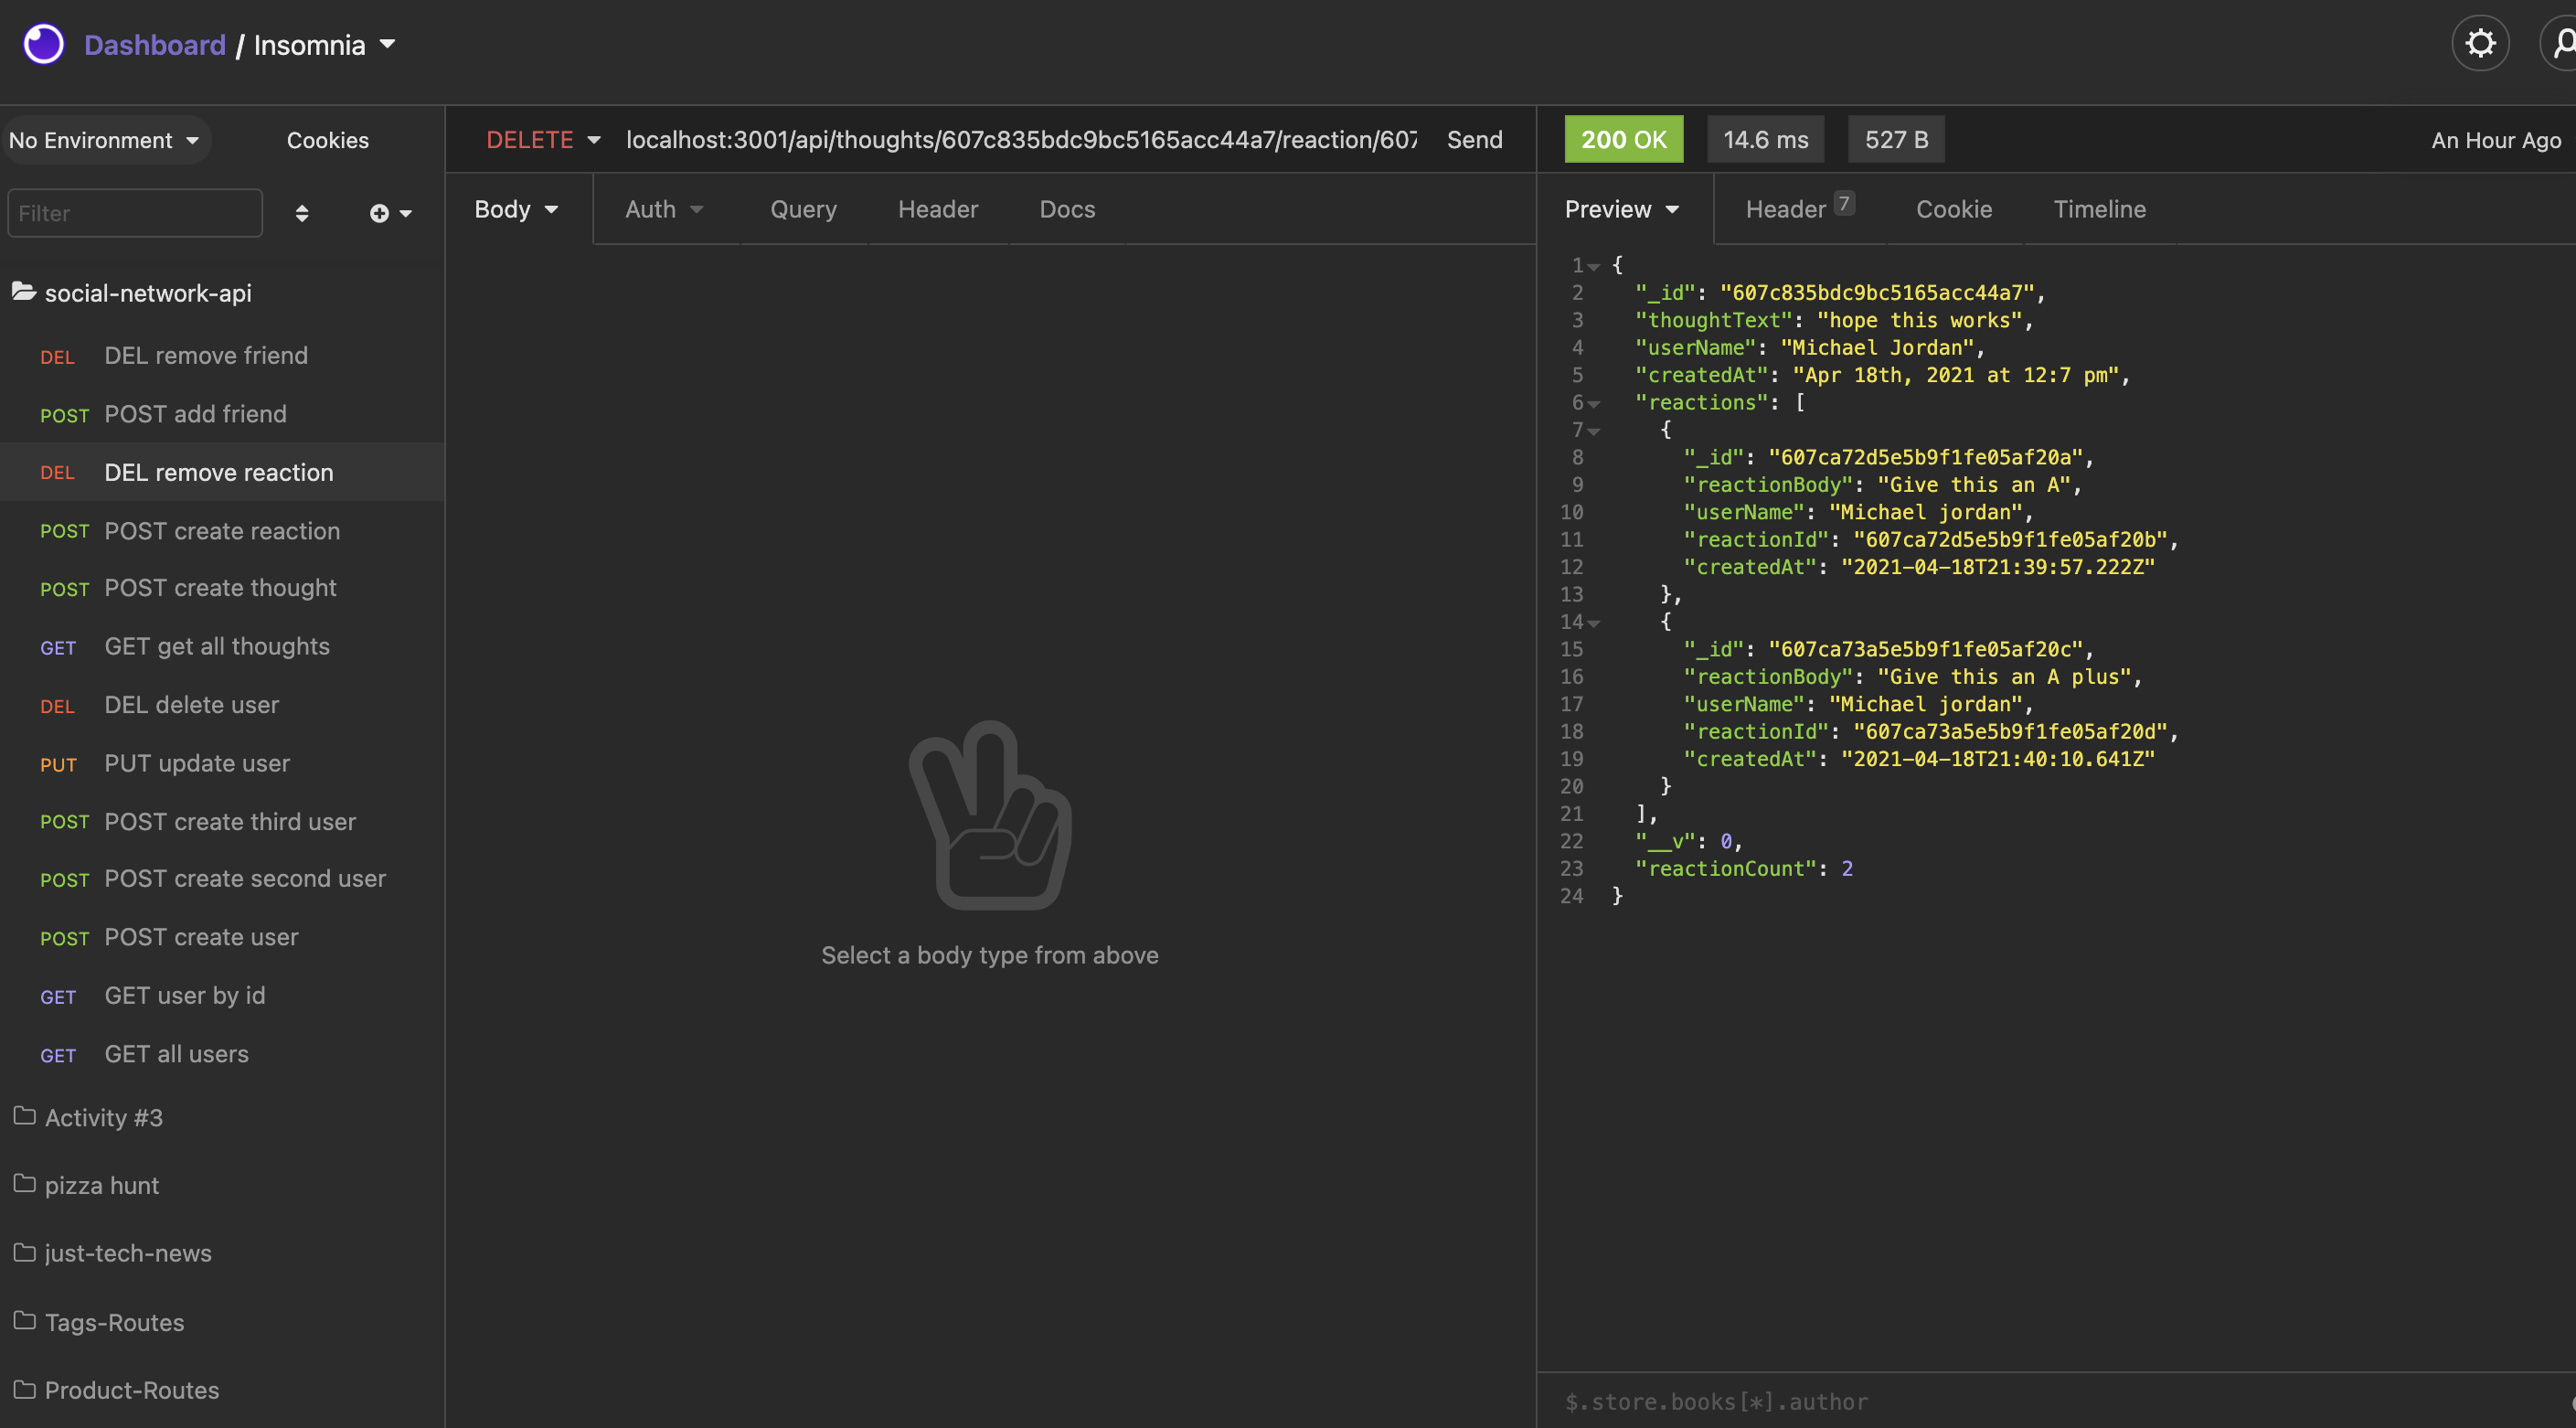 Dashboard / Insomnia
No Environment
Cookies
DELETE localhost:3001/api/thoughts/607c835bdc9bc5165acc44a7/reaction/607 Send
200 OK 14.6 ms 527 B An Hour Ago
Filter
Body Auth Query Header Docs
Preview Header 7 Cookie Timeline
social-network-api
DEL DEL remove friend
POST POST add friend
DEL DEL remove reaction
POST POST create reaction
POST POST create thought
GET GET get all thoughts
DEL DEL delete user
PUT PUT update user
POST POST create third user
POST POST create second user
POST POST create user
GET GET user by id
GET GET all users
Activity #3
pizza hunt
just-tech-news
Tags-Routes
Product-Routes
Select a body type from above
1 {
2 "_id": "607c835bdc9bc5165acc44a7",
3 "thoughtText": "hope this works",
4 "userName": "Michael Jordan",
5 "createdAt": "Apr 18th, 2021 at 12:7 pm",
6 "reactions": [
7 {
8 "_id": "607ca72d5e5b9f1fe05af20a",
9 "reactionBody": "Give this an A",
10 "userName": "Michael jordan",
11 "reactionId": "607ca72d5e5b9f1fe05af20b",
12 "createdAt": "2021-04-18T21:39:57.222Z"
13 },
14 {
15 "_id": "607ca73a5e5b9f1fe05af20c",
16 "reactionBody": "Give this an A plus",
17 "userName": "Michael jordan",
18 "reactionId": "607ca73a5e5b9f1fe05af20d",
19 "createdAt": "2021-04-18T21:40:10.641Z"
20 }
21 ],
22 "__v": 0,
23 "reactionCount": 2
24 }
$.store.books[*].author